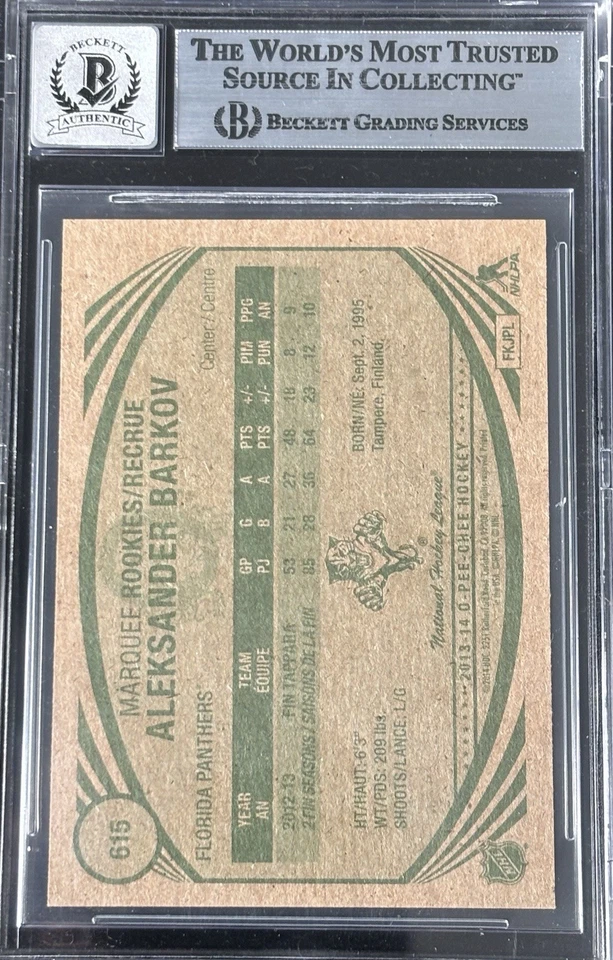 BECKETT
B
AUTHENTIC
THE WORLD'S MOST TRUSTED
SOURCE IN COLLECTING™
B BECKETT GRADING SERVICES
615
MARQUEE ROOKIES/RECRUE
ALEKSANDER BARKOV
FLORIDA PANTHERS Center/Centre
YEAR TEAM GP G A PTS +/- PIM PPG
AN ÉQUIPE PJ B A PTS +/- PUN AN
2012-13 FIN TAPPARA 53 21 27 48 18 8 9
2 FIN SEASONS / SAISONS DE LA FIN 85 28 36 64 23 12 10
HT/HAUT: 6'3"
WT/PDS: 209 lbs.
SHOOTS/LANCE: L/G
BORN/NÉ: Sept. 2, 1995
Tampere, Finland
National Hockey League®
2013-14 O-PEE-CHEE HOCKEY
NHL
FKJPL
NHLPA